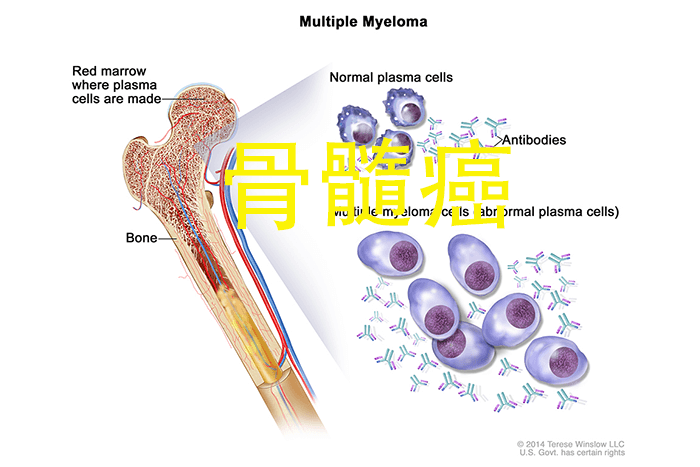 Multiple Myeloma
Red marrow
where plasma
cells are made
Normal plasma cells
Antibodies
骨髓癌
Multiple myeloma cells (abnormal plasma cells)
Bone
© 2014 Terese Winslow LLC
U.S. Govt. has certain rights